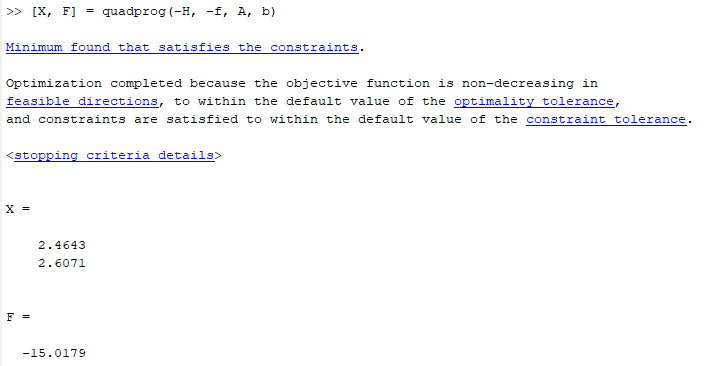 >> [X, F] = quadprog(-H, -f, A, b)
Minimum found that satisfies the constraints.
Optimization completed because the objective function is non-decreasing in
feasible directions, to within the default value of the optimality tolerance,
and constraints are satisfied to within the default value of the constraint tolerance.
<stopping criteria details>
X =
2.4643
2.6071
F =
-15.0179